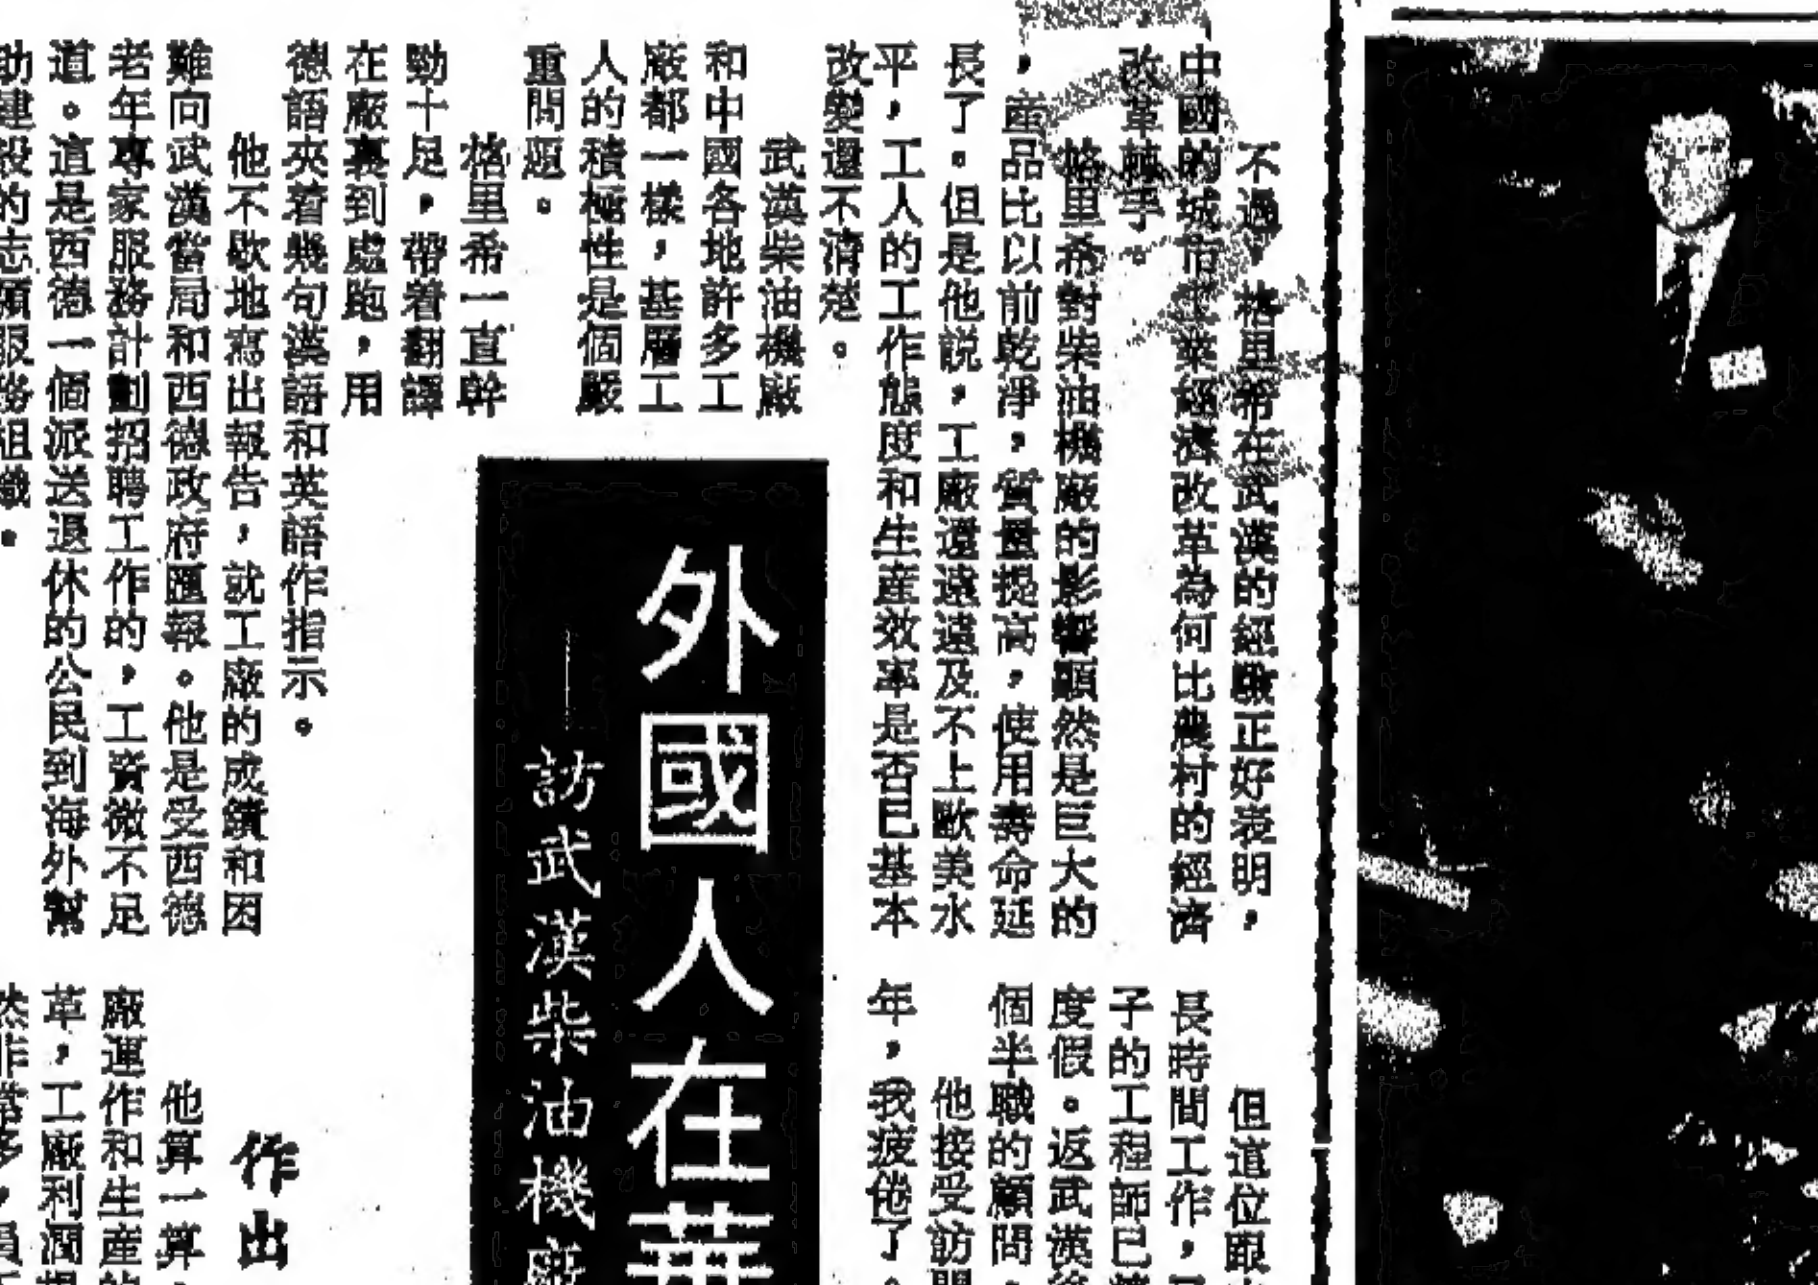 不過，格里希在武漢的經驗正好表明，
中國的城市工業經濟改革為何比農村的經濟
改革棘手。
格里希對柴油機廠的影響顯然是巨大的
，産品比以前乾淨，質量提高，使用壽命延
長了。但是他説，工廠還遠遠及不上歐美水
平，工人的工作態度和生産效率是否已基本
改變還不清楚。
武漢柴油機廠
和中國各地許多工
廠都一樣，基層工
人的積極性是個嚴
重問題。
格里希一直幹
勁十足，帶着翻譯
在廠裏到處跑，用
德語夾着幾句漢語和英語作指示。
他不歇地寫出報告，就工廠的成績和困
難向武漢當局和西德政府匯報。他是受西德
老年專家服務計劃招聘工作的，工資微不足
道。這是西德一個派送退休的公民到海外幫
助建設的志願服務組織。
外國人在華
——訪武漢柴油機廠
但這位
長時間工作，
子的工程師已
度假。返武漢
個半職的顧問，
他接受訪問
年，我疲倦了。
作出
他算一算，
廠運作和生産
革，工廠利潤